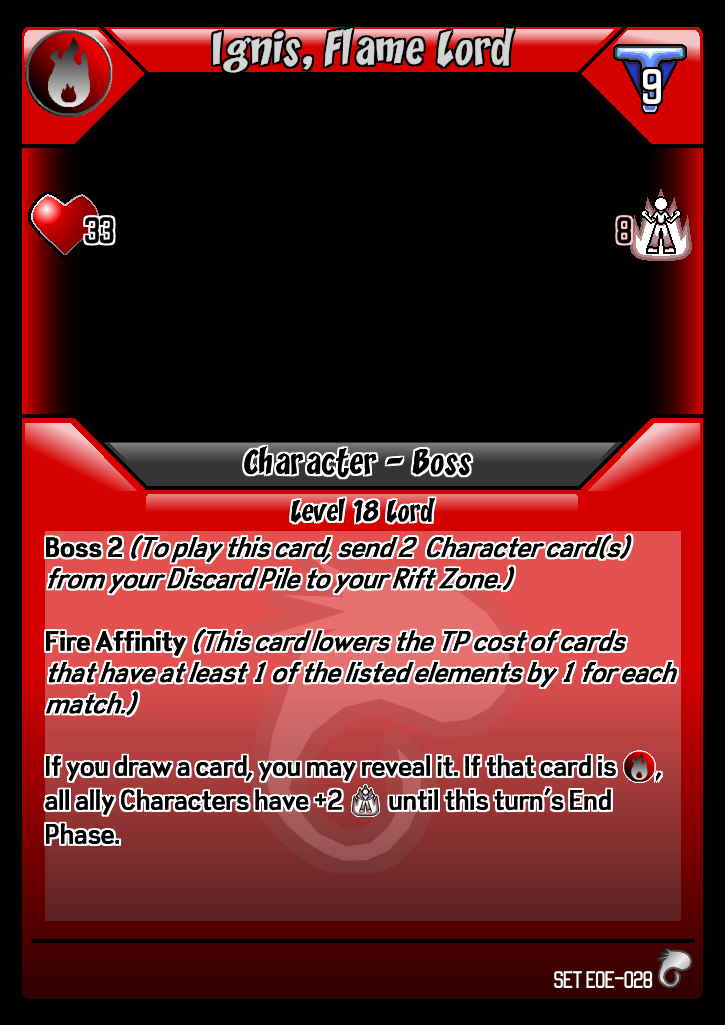 Ignis, Flame Lord
9
33
8
Character - Boss
Level 18 Lord
Boss 2 (To play this card, send 2 Character card(s)
from your Discard Pile to your Rift Zone.)
Fire Affinity (This card lowers the TP cost of cards
that have at least 1 of the listed elements by 1 for each
match.)
If you draw a card, you may reveal it. If that card is ,
all ally Characters have +2 until this turn's End
Phase.
SET EOE-028